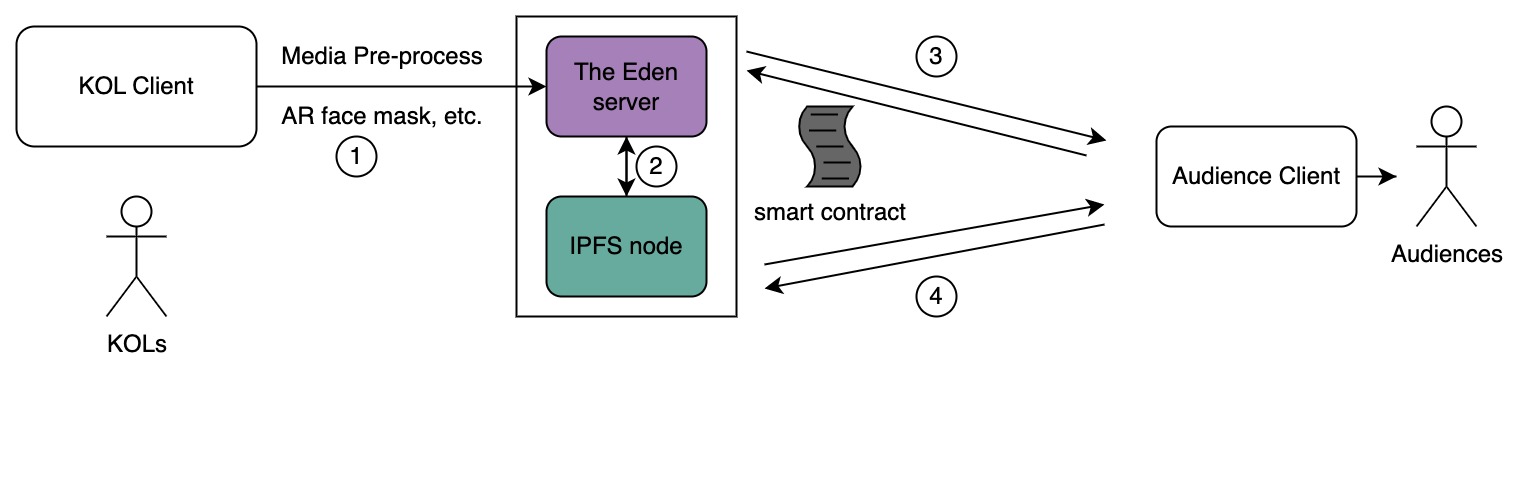 KOL Client
Media Pre-process
AR face mask, etc.
1
The Eden
server
2
IPFS node
3
smart contract
4
Audience Client
Audiences
KOLs